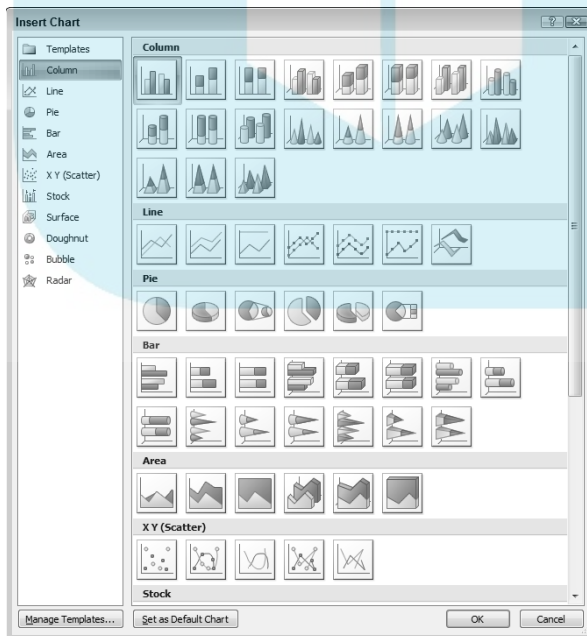 Insert Chart
Templates
Column
Line
Pie
Bar
Area
X Y (Scatter)
Stock
Surface
Doughnut
Bubble
Radar
Column
Line
Pie
Bar
Area
X Y (Scatter)
Stock
Manage Templates...
Set as Default Chart
OK
Cancel